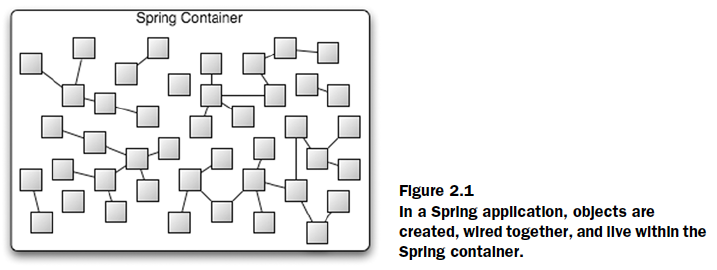 Spring Container
Figure 2.1
In a Spring application, objects are
created, wired together, and live within the
Spring container.